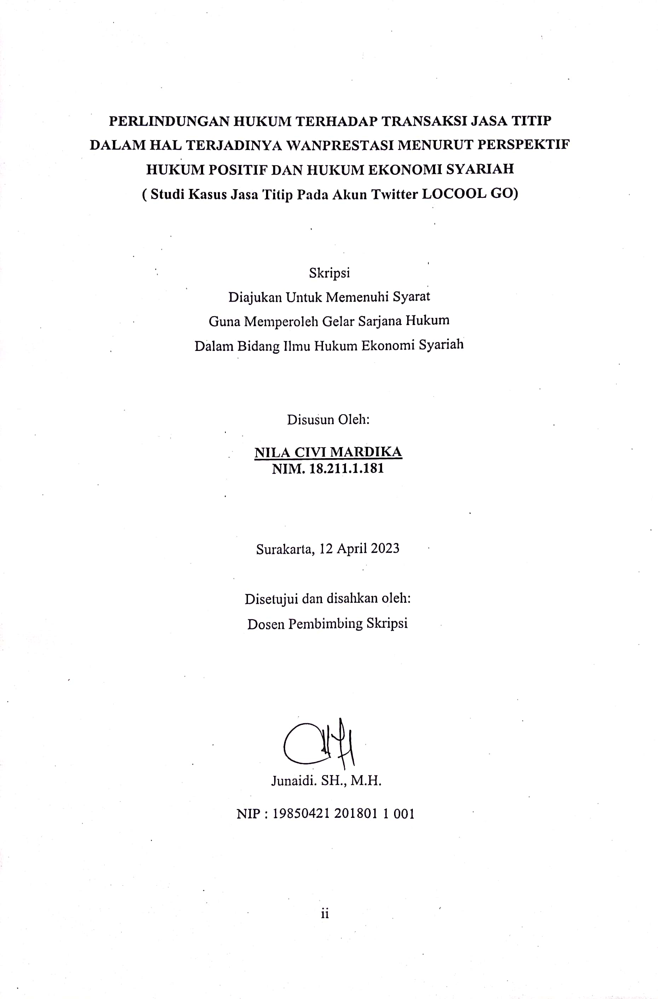 PERLINDUNGAN HUKUM TERHADAP TRANSAKSI JASA TITIP
DALAM HAL TERJADINYA WANPRESTASI MENURUT PERSPEKTIF
HUKUM POSITIF DAN HUKUM EKONOMI SYARIAH
( Studi Kasus Jasa Titip Pada Akun Twitter LOCOOL GO)
Skripsi
Diajukan Untuk Memenuhi Syarat
Guna Memperoleh Gelar Sarjana Hukum
Dalam Bidang Ilmu Hukum Ekonomi Syariah
Disusun Oleh:
NILA CIVI MARDIKA
NIM. 18.211.1.181
Surakarta, 12 April 2023
Disetujui dan disahkan oleh:
Dosen Pembimbing Skripsi
Junaidi. SH., M.H.
NIP : 19850421 201801 1 001
ii